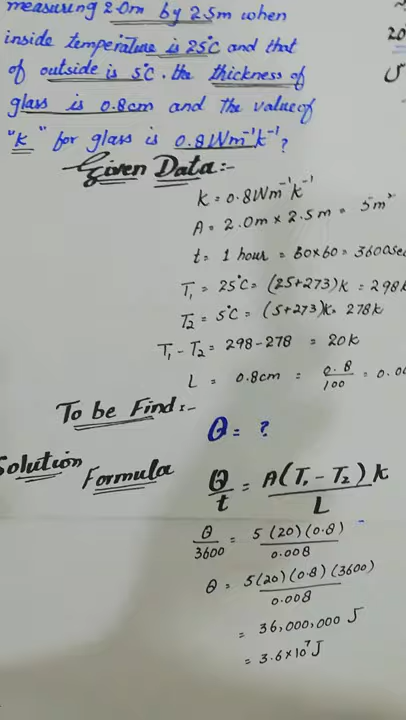 measuring 2.0m by 2.5m when
inside temperature is 25°C and that
of outside is 5°C. the thickness of
glass is 0.8cm and the value of
"K" for glass is 0.8Wm⁻¹k⁻¹?
Given Data:-
K = 0.8Wm⁻¹k⁻¹
A = 2.0m × 2.5m = 5m²
t = 1 hour = 60×60 = 3600sec
T₁ = 25°C = (25+273)k = 298k
T₂ = 5°C = (5+273)k = 278k
T₁ - T₂ = 298 - 278 = 20k
L = 0.8cm = 0.8/100 = 0.00
To be Find:-
Q = ?
Solution
Formula
Q/t = A(T₁ - T₂)k/L
Q/3600 = 5(20)(0.8)/0.008
Q = 5(20)(0.8)(3600)/0.008
= 36,000,000 J
= 3.6×10⁷J
20